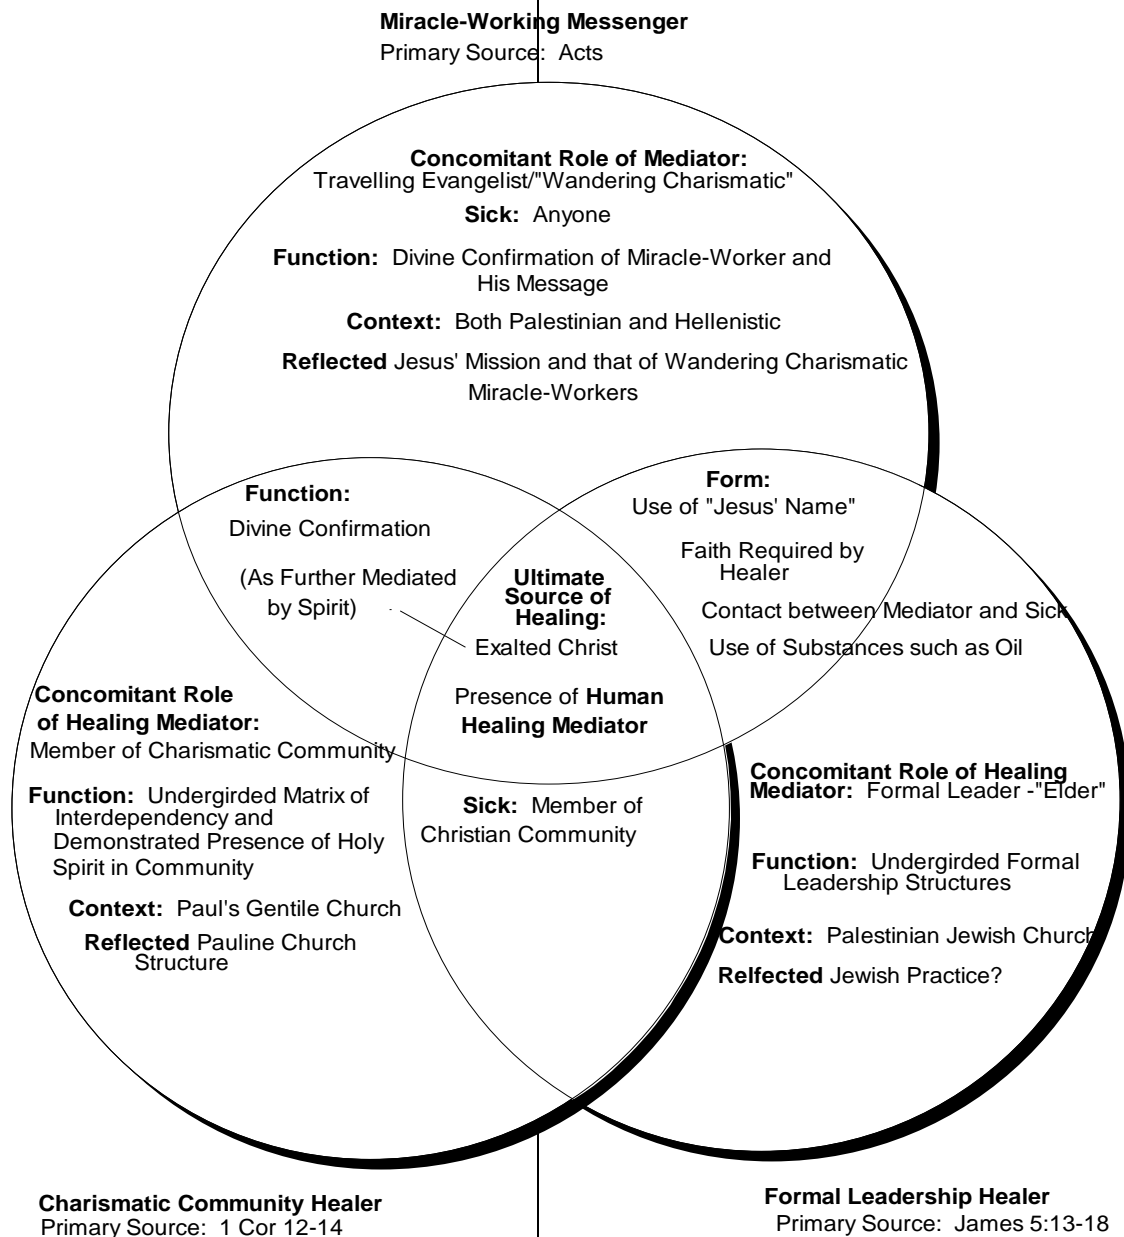 Miracle-Working Messenger
Primary Source: Acts
Concomitant Role of Mediator:
Travelling Evangelist/"Wandering Charismatic"
Sick: Anyone
Function: Divine Confirmation of Miracle-Worker and
His Message
Context: Both Palestinian and Hellenistic
Reflected Jesus' Mission and that of Wandering Charismatic
Miracle-Workers
Function:
Divine Confirmation
(As Further Mediated
by Spirit)
Form:
Use of "Jesus' Name"
Faith Required by
Healer
Contact between Mediator and Sick
Use of Substances such as Oil
Ultimate
Source of
Healing:
Exalted Christ
Presence of Human
Healing Mediator
Concomitant Role
of Healing Mediator:
Member of Charismatic Community
Function: Undergirded Matrix of
Interdependency and
Demonstrated Presence of Holy
Spirit in Community
Context: Paul's Gentile Church
Reflected Pauline Church
Structure
Sick: Member of
Christian Community
Concomitant Role of Healing
Mediator: Formal Leader -"Elder"
Function: Undergirded Formal
Leadership Structures
Context: Palestinian Jewish Church
Relfected Jewish Practice?
Charismatic Community Healer
Primary Source: 1 Cor 12-14
Formal Leadership Healer
Primary Source: James 5:13-18